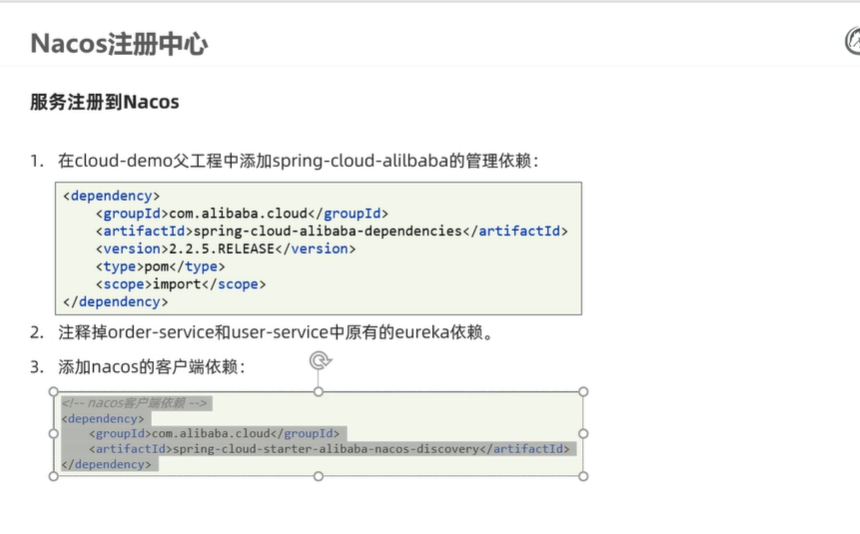 Nacos注册中心
服务注册到Nacos
1. 在cloud-demo父工程中添加spring-cloud-alilbaba的管理依赖：
<dependency>
    <groupId>com.alibaba.cloud</groupId>
    <artifactId>spring-cloud-alibaba-dependencies</artifactId>
    <version>2.2.5.RELEASE</version>
    <type>pom</type>
    <scope>import</scope>
</dependency>
2. 注释掉order-service和user-service中原有的eureka依赖。
3. 添加nacos的客户端依赖：
<!-- nacos客户端依赖 -->
<dependency>
    <groupId>com.alibaba.cloud</groupId>
    <artifactId>spring-cloud-starter-alibaba-nacos-discovery</artifactId>
</dependency>